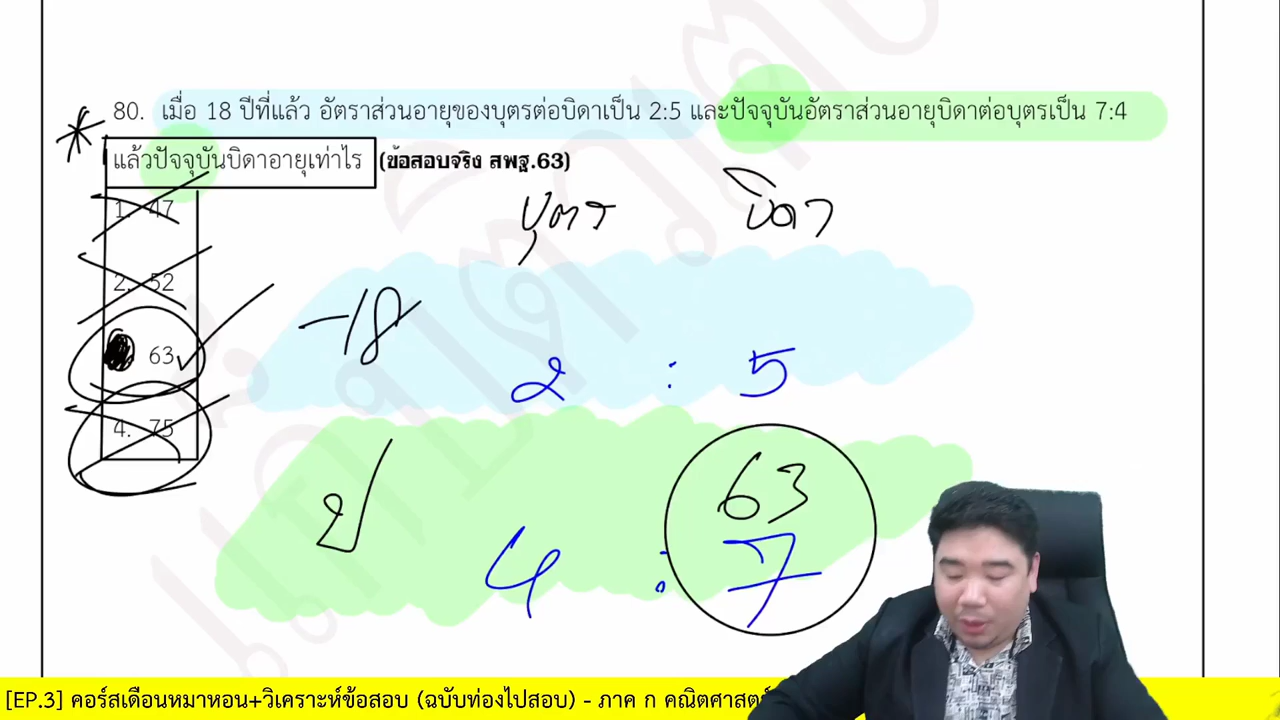 80. เมื่อ 18 ปีที่แล้ว อัตราส่วนอายุของบุตรต่อบิดาเป็น 2:5 และปัจจุบันอัตราส่วนอายุบิดาต่อบุตรเป็น 7:4
แล้วปัจจุบันบิดาอายุเท่าไร (ข้อสอบจริง สพฐ.63)
1. 47
บุตร บิดา
2. 52
-18
63
2 : 5
4. 75
63
ป
4 : 7
[EP.3] คอร์สเดือนหมาหอน+วิเคราะห์ข้อสอบ (ฉบับท่องไปสอบ) - ภาค ก คณิตศาสตร์